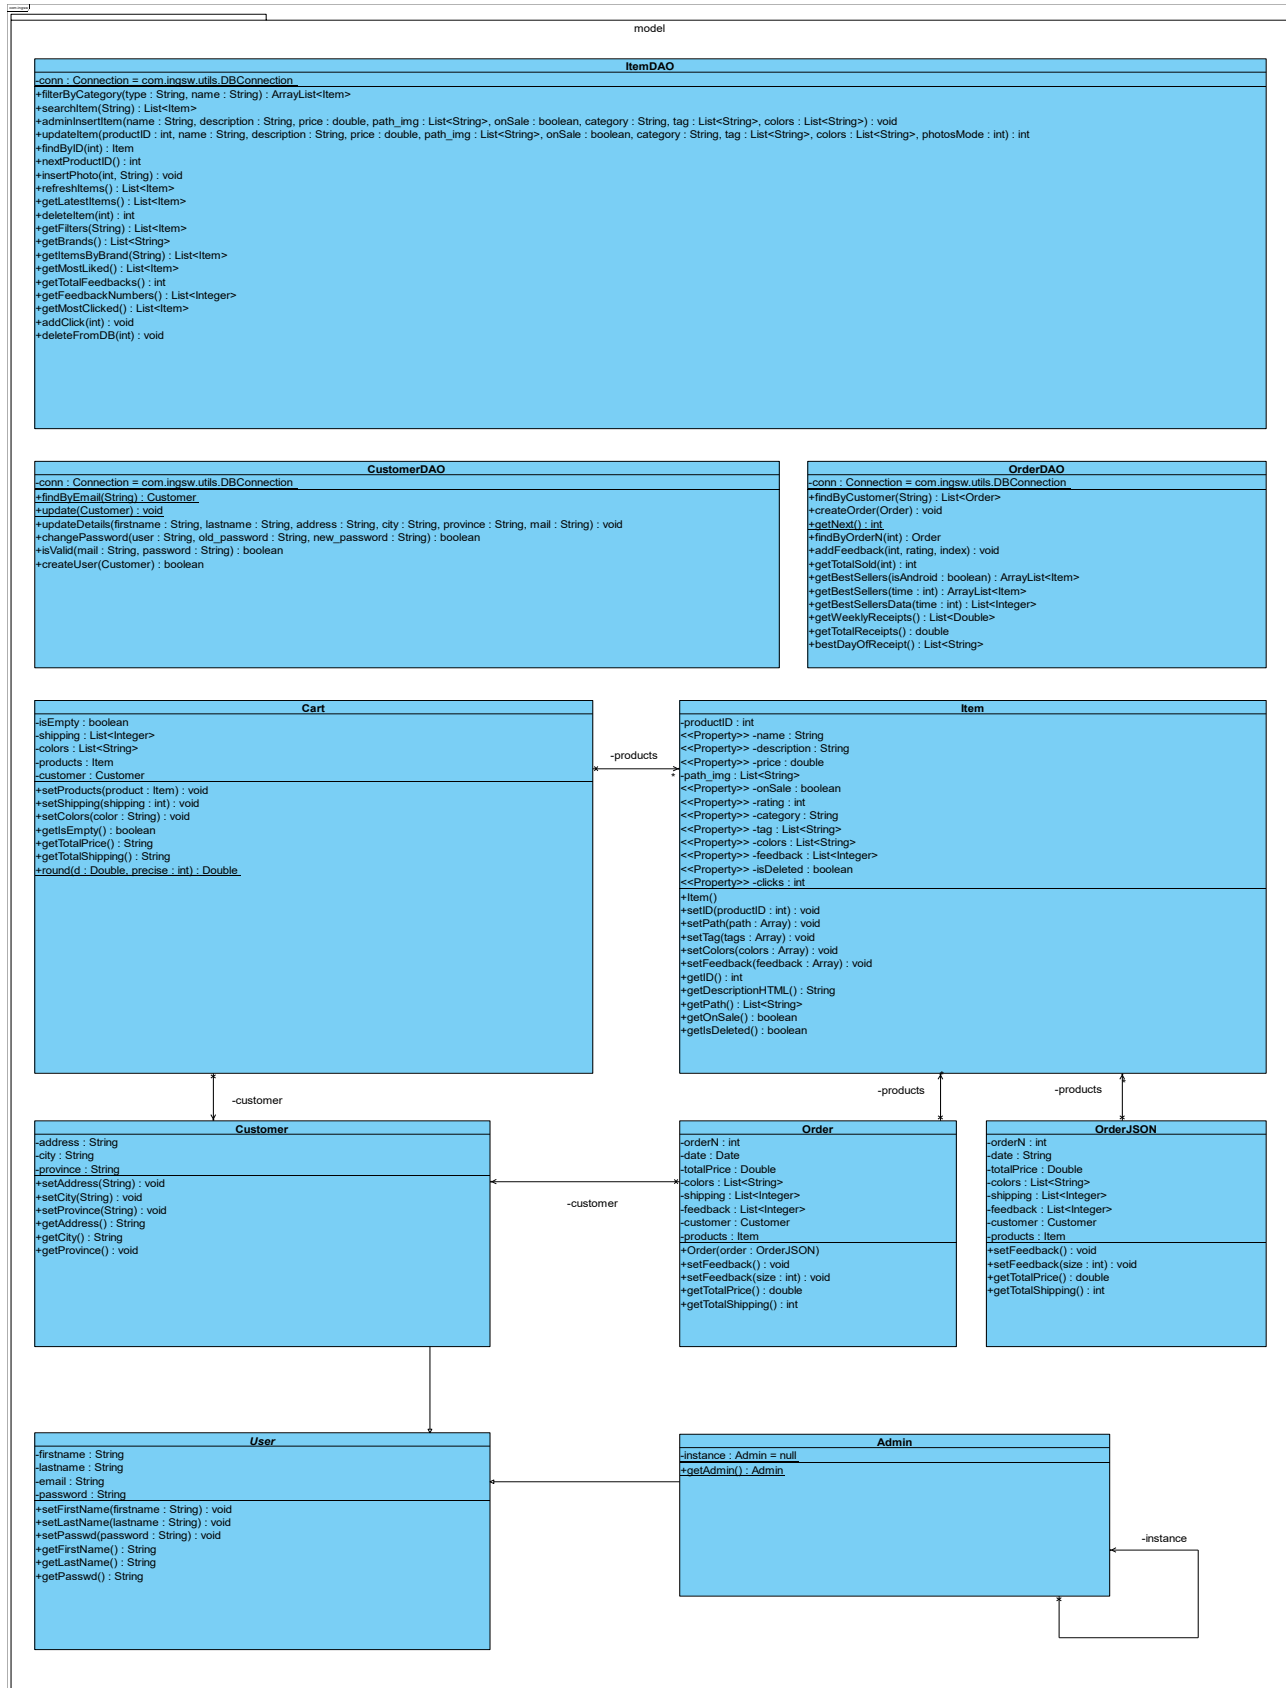 com.ingsw
model
ItemDAO
-conn : Connection = com.ingsw.utils.DBConnection
+filterByCategory(type : String, name : String) : ArrayList<Item>
+searchItem(String) : List<Item>
+adminInsertItem(name : String, description : String, price : double, path_img : List<String>, onSale : boolean, category : String, tag : List<String>, colors : List<String>) : void
+updateItem(productID : int, name : String, description : String, price : double, path_img : List<String>, onSale : boolean, category : String, tag : List<String>, colors : List<String>, photosMode : int) : int
+findByID(int) : Item
+nextProductID() : int
+insertPhoto(int, String) : void
+refreshItems() : List<Item>
+getLatestItems() : List<Item>
+deleteItem(int) : int
+getFilters(String) : List<Item>
+getBrands() : List<String>
+getItemsByBrand(String) : List<Item>
+getMostLiked() : List<Item>
+getTotalFeedbacks() : int
+getFeedbackNumbers() : List<Integer>
+getMostClicked() : List<Item>
+addClick(int) : void
+deleteFromDB(int) : void
CustomerDAO
-conn : Connection = com.ingsw.utils.DBConnection
+findByEmail(String) : Customer
+update(Customer) : void
+updateDetails(firstname : String, lastname : String, address : String, city : String, province : String, mail : String) : void
+changePassword(user : String, old_password : String, new_password : String) : boolean
+isValid(mail : String, password : String) : boolean
+createUser(Customer) : boolean
OrderDAO
-conn : Connection = com.ingsw.utils.DBConnection
+findByCustomer(String) : List<Order>
+createOrder(Order) : void
+getNext() : int
+findByOrderN(int) : Order
+addFeedback(int, rating, index) : void
+getTotalSold(int) : int
+getBestSellers(isAndroid : boolean) : ArrayList<Item>
+getBestSellers(time : int) : ArrayList<Item>
+getBestSellersData(time : int) : List<Integer>
+getWeeklyReceipts() : List<Double>
+getTotalReceipts() : double
+bestDayOfReceipt() : List<String>
Cart
-isEmpty : boolean
-shipping : List<Integer>
-colors : List<String>
-products : Item
-customer : Customer
+setProducts(product : Item) : void
+setShipping(shipping : int) : void
+setColors(color : String) : void
+getIsEmpty() : boolean
+getTotalPrice() : String
+getTotalShipping() : String
+round(d : Double, precise : int) : Double
-products
*
Item
-productID : int
<<Property>> -name : String
<<Property>> -description : String
<<Property>> -price : double
-path_img : List<String>
<<Property>> -onSale : boolean
<<Property>> -rating : int
<<Property>> -category : String
<<Property>> -tag : List<String>
<<Property>> -colors : List<String>
<<Property>> -feedback : List<Integer>
<<Property>> -isDeleted : boolean
<<Property>> -clicks : int
+Item()
+setID(productID : int) : void
+setPath(path : Array) : void
+setTag(tags : Array) : void
+setColors(colors : Array) : void
+setFeedback(feedback : Array) : void
+getID() : int
+getDescriptionHTML() : String
+getPath() : List<String>
+getOnSale() : boolean
+getIsDeleted() : boolean
-customer
-products
*
-products
*
Customer
-address : String
-city : String
-province : String
+setAddress(String) : void
+setCity(String) : void
+setProvince(String) : void
+getAddress() : String
+getCity() : String
+getProvince() : void
-customer
Order
-orderN : int
-date : Date
-totalPrice : Double
-colors : List<String>
-shipping : List<Integer>
-feedback : List<Integer>
-customer : Customer
-products : Item
+Order(order : OrderJSON)
+setFeedback() : void
+setFeedback(size : int) : void
+getTotalPrice() : double
+getTotalShipping() : int
OrderJSON
-orderN : int
-date : String
-totalPrice : Double
-colors : List<String>
-shipping : List<Integer>
-feedback : List<Integer>
-customer : Customer
-products : Item
+setFeedback() : void
+setFeedback(size : int) : void
+getTotalPrice() : double
+getTotalShipping() : int
User
-firstname : String
-lastname : String
-email : String
-password : String
+setFirstName(firstname : String) : void
+setLastName(lastname : String) : void
+setPasswd(password : String) : void
+getFirstName() : String
+getLastName() : String
+getPasswd() : String
Admin
-instance : Admin = null
+getAdmin() : Admin
-instance